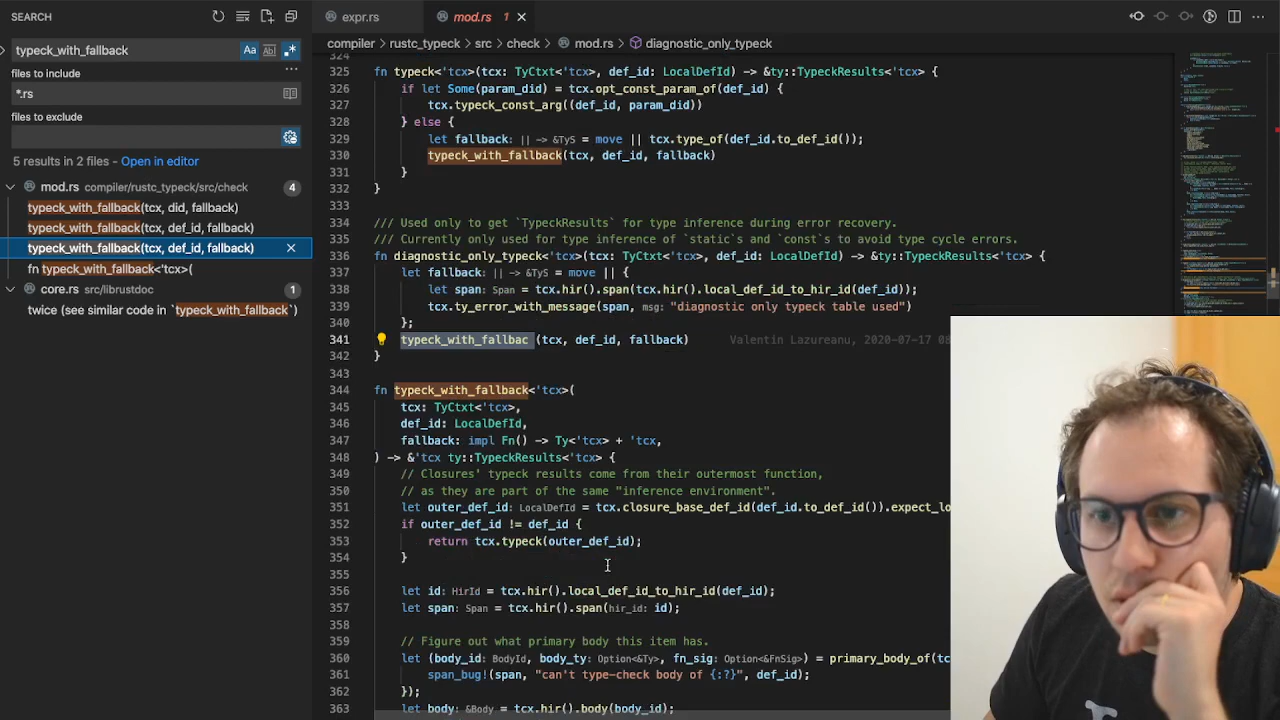 SEARCH
typeck_with_fallback
Aa
Ab
files to include
*.rs
files to exclude
5 results in 2 files - Open in editor
mod.rs compiler/rustc_typeck/src/check 4
typeck_with_fallback(tcx, did, fallback)
typeck_with_fallback(tcx, def_id, fallback)
typeck_with_fallback(tcx, def_id, fallback)
fn typeck_with_fallback<'tcx>(
core.rs src/librustdoc 1
twice (see similar code in `typeck_with_fallback`)
expr.rs
mod.rs 1
compiler > rustc_typeck > src > check > mod.rs > diagnostic_only_typeck
324
325 fn typeck<'tcx>(tcx: TyCtxt<'tcx>, def_id: LocalDefId) -> &ty::TypeckResults<'tcx> {
326 if let Some(param_did) = tcx.opt_const_param_of(def_id) {
327 tcx.typeck_const_arg((def_id, param_did))
328 } else {
329 let fallback: || -> &TyS = move || tcx.type_of(def_id.to_def_id());
330 typeck_with_fallback(tcx, def_id, fallback)
331 }
332 }
333
334 /// Used only to get `TypeckResults` for type inference during error recovery.
335 /// Currently only used for type inference of `static`s and `const`s to avoid type cycle errors.
336 fn diagnostic_only_typeck<'tcx>(tcx: TyCtxt<'tcx>, def_id: LocalDefId) -> &ty::TypeckResults<'tcx> {
337 let fallback: || -> &TyS = move || {
338 let span: Span = tcx.hir().span(tcx.hir().local_def_id_to_hir_id(def_id));
339 tcx.ty_error_with_message(span, msg: "diagnostic only typeck table used")
340 };
341 typeck_with_fallbac (tcx, def_id, fallback) Valentin Lazureanu, 2020-07-17 08
342 }
343
344 fn typeck_with_fallback<'tcx>(
345 tcx: TyCtxt<'tcx>,
346 def_id: LocalDefId,
347 fallback: impl Fn() -> Ty<'tcx> + 'tcx,
348 ) -> &'tcx ty::TypeckResults<'tcx> {
349 // Closures' typeck results come from their outermost function,
350 // as they are part of the same "inference environment".
351 let outer_def_id: LocalDefId = tcx.closure_base_def_id(def_id.to_def_id()).expect_lo
352 if outer_def_id != def_id {
353 return tcx.typeck(outer_def_id);
354 }
355
356 let id: HirId = tcx.hir().local_def_id_to_hir_id(def_id);
357 let span: Span = tcx.hir().span(hir_id: id);
358
359 // Figure out what primary body this item has.
360 let (body_id: BodyId, body_ty: Option<&Ty>, fn_sig: Option<&FnSig>) = primary_body_of(tc
361 span_bug!(span, "can't type-check body of {:?}", def_id);
362 });
363 let body: &Body = tcx.hir().body(body_id);